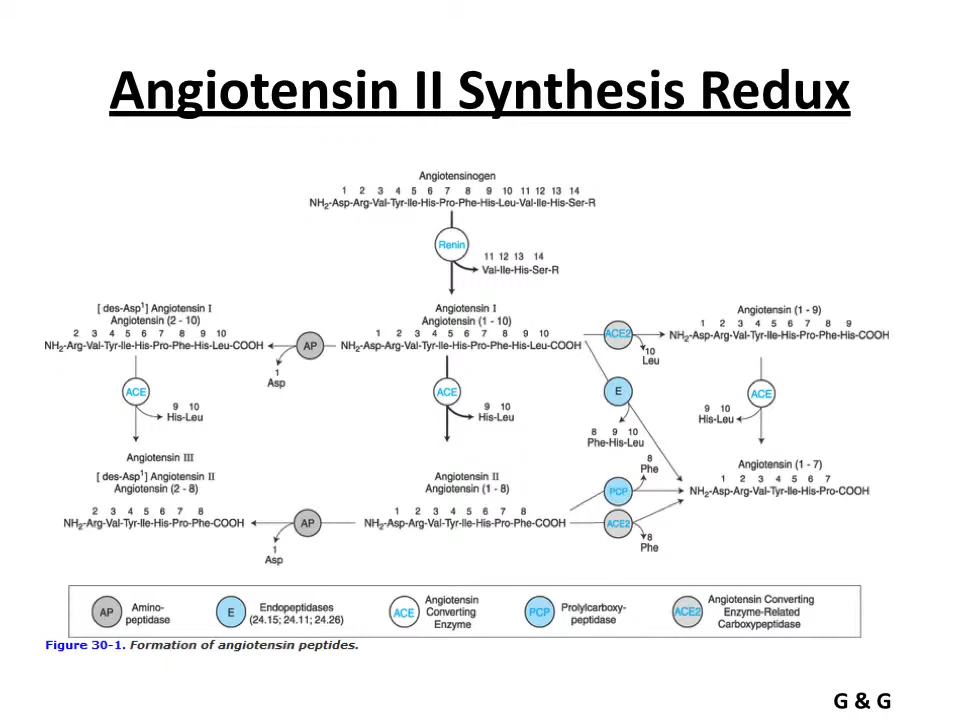 Angiotensin II Synthesis Redux
Angiotensinogen
1 2 3 4 5 6 7 8 9 10 11 12 13 14
NH2-Asp-Arg-Val-Tyr-Ile-His-Pro-Phe-His-Leu-Val-Ile-His-Ser-R
Renin
11 12 13 14
Val-Ile-His-Ser-R
[ des-Asp1] Angiotensin I
Angiotensin (2 - 10)
2 3 4 5 6 7 8 9 10
NH2-Arg-Val-Tyr-Ile-His-Pro-Phe-His-Leu-COOH
AP
1
Asp
Angiotensin I
Angiotensin (1 - 10)
1 2 3 4 5 6 7 8 9 10
NH2-Asp-Arg-Val-Tyr-Ile-His-Pro-Phe-His-Leu-COOH
ACE2
10
Leu
Angiotensin (1 - 9)
1 2 3 4 5 6 7 8 9
NH2-Asp-Arg-Val-Tyr-Ile-His-Pro-Phe-His-COOH
ACE
9 10
His-Leu
ACE
9 10
His-Leu
E
8 9 10
Phe-His-Leu
ACE
9 10
His-Leu
Angiotensin III
[ des-Asp1] Angiotensin II
Angiotensin (2 - 8)
2 3 4 5 6 7 8
NH2-Arg-Val-Tyr-Ile-His-Pro-Phe-COOH
AP
1
Asp
Angiotensin II
Angiotensin (1 - 8)
1 2 3 4 5 6 7 8
NH2-Asp-Arg-Val-Tyr-Ile-His-Pro-Phe-COOH
PCP
8
Phe
ACE2
8
Phe
Angiotensin (1 - 7)
1 2 3 4 5 6 7
NH2-Asp-Arg-Val-Tyr-Ile-His-Pro-COOH
AP
Amino-
peptidase
E
Endopeptidases
(24.15; 24.11; 24.26)
ACE
Angiotensin
Converting
Enzyme
PCP
Prolylcarboxy-
peptidase
ACE2
Angiotensin Converting
Enzyme-Related
Carboxypeptidase
Figure 30-1. Formation of angiotensin peptides.
G & G